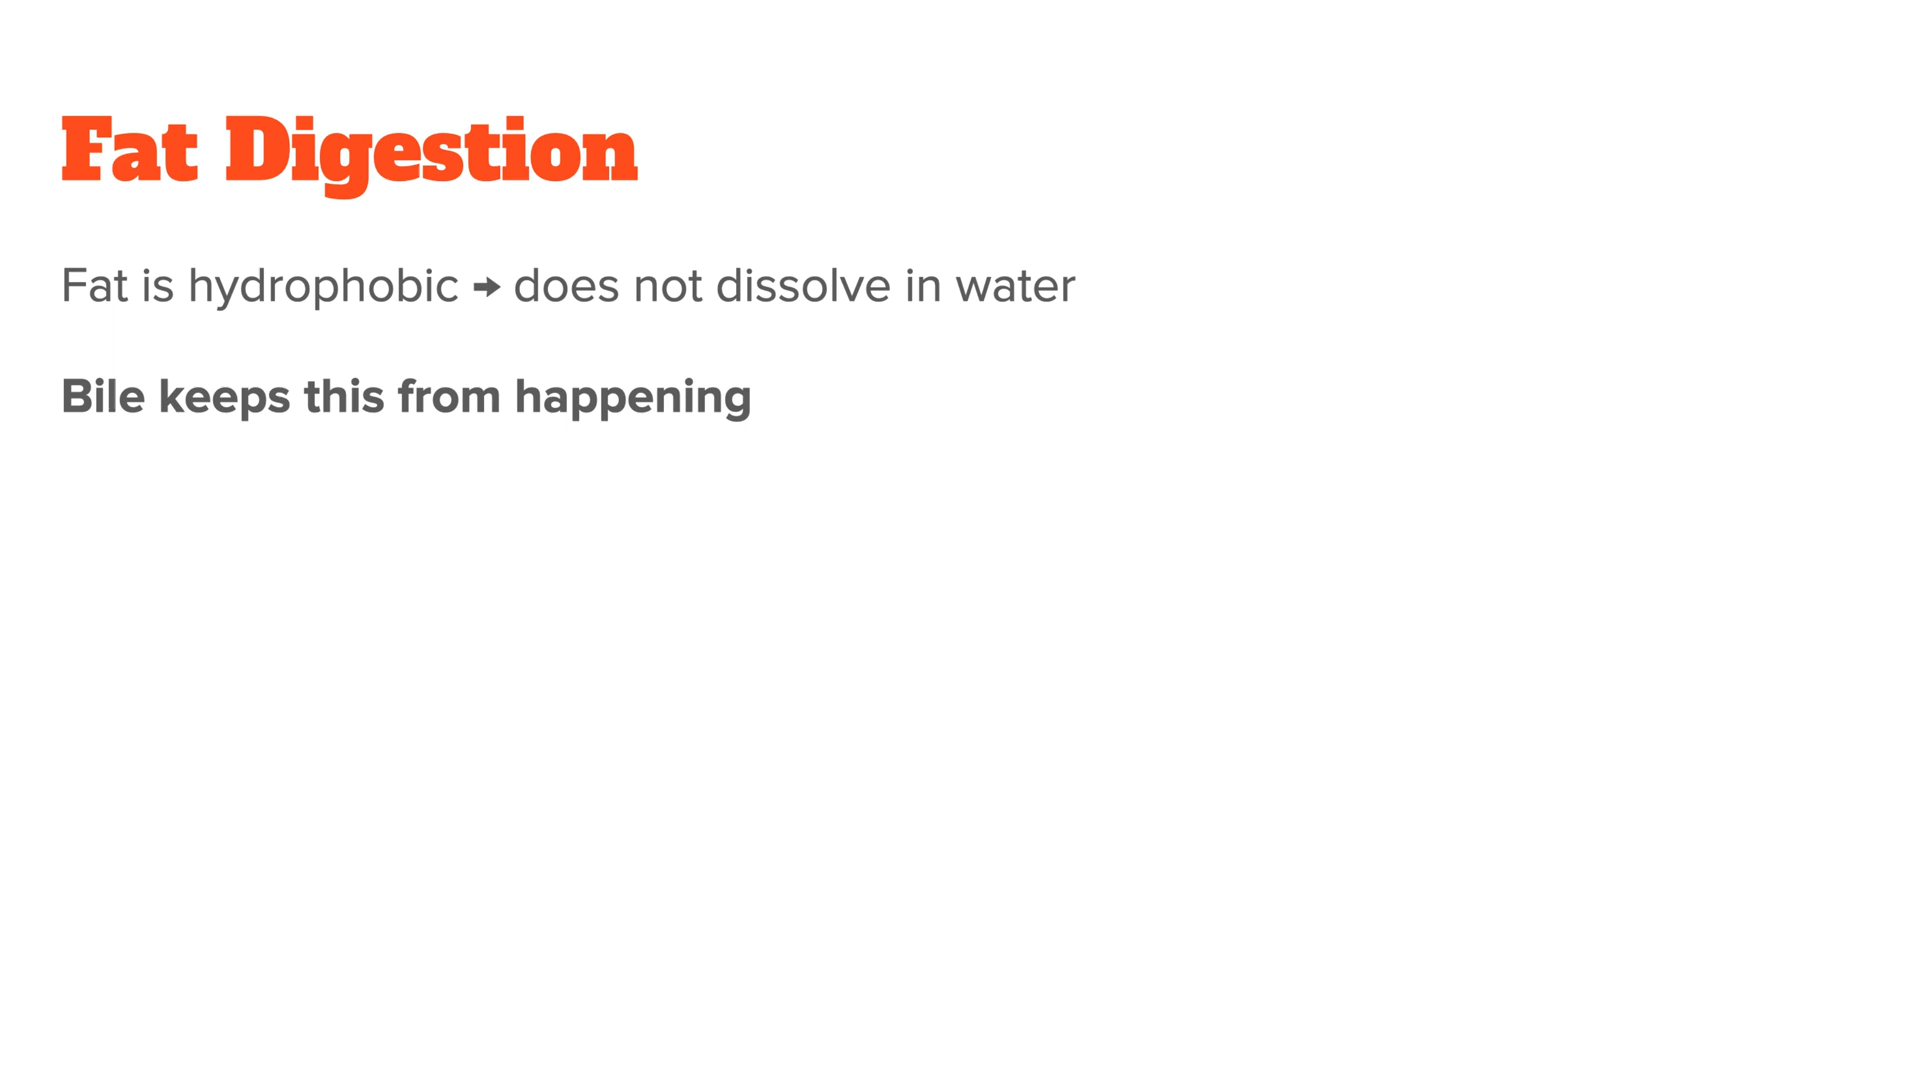 Fat Digestion
Fat is hydrophobic → does not dissolve in water
Bile keeps this from happening